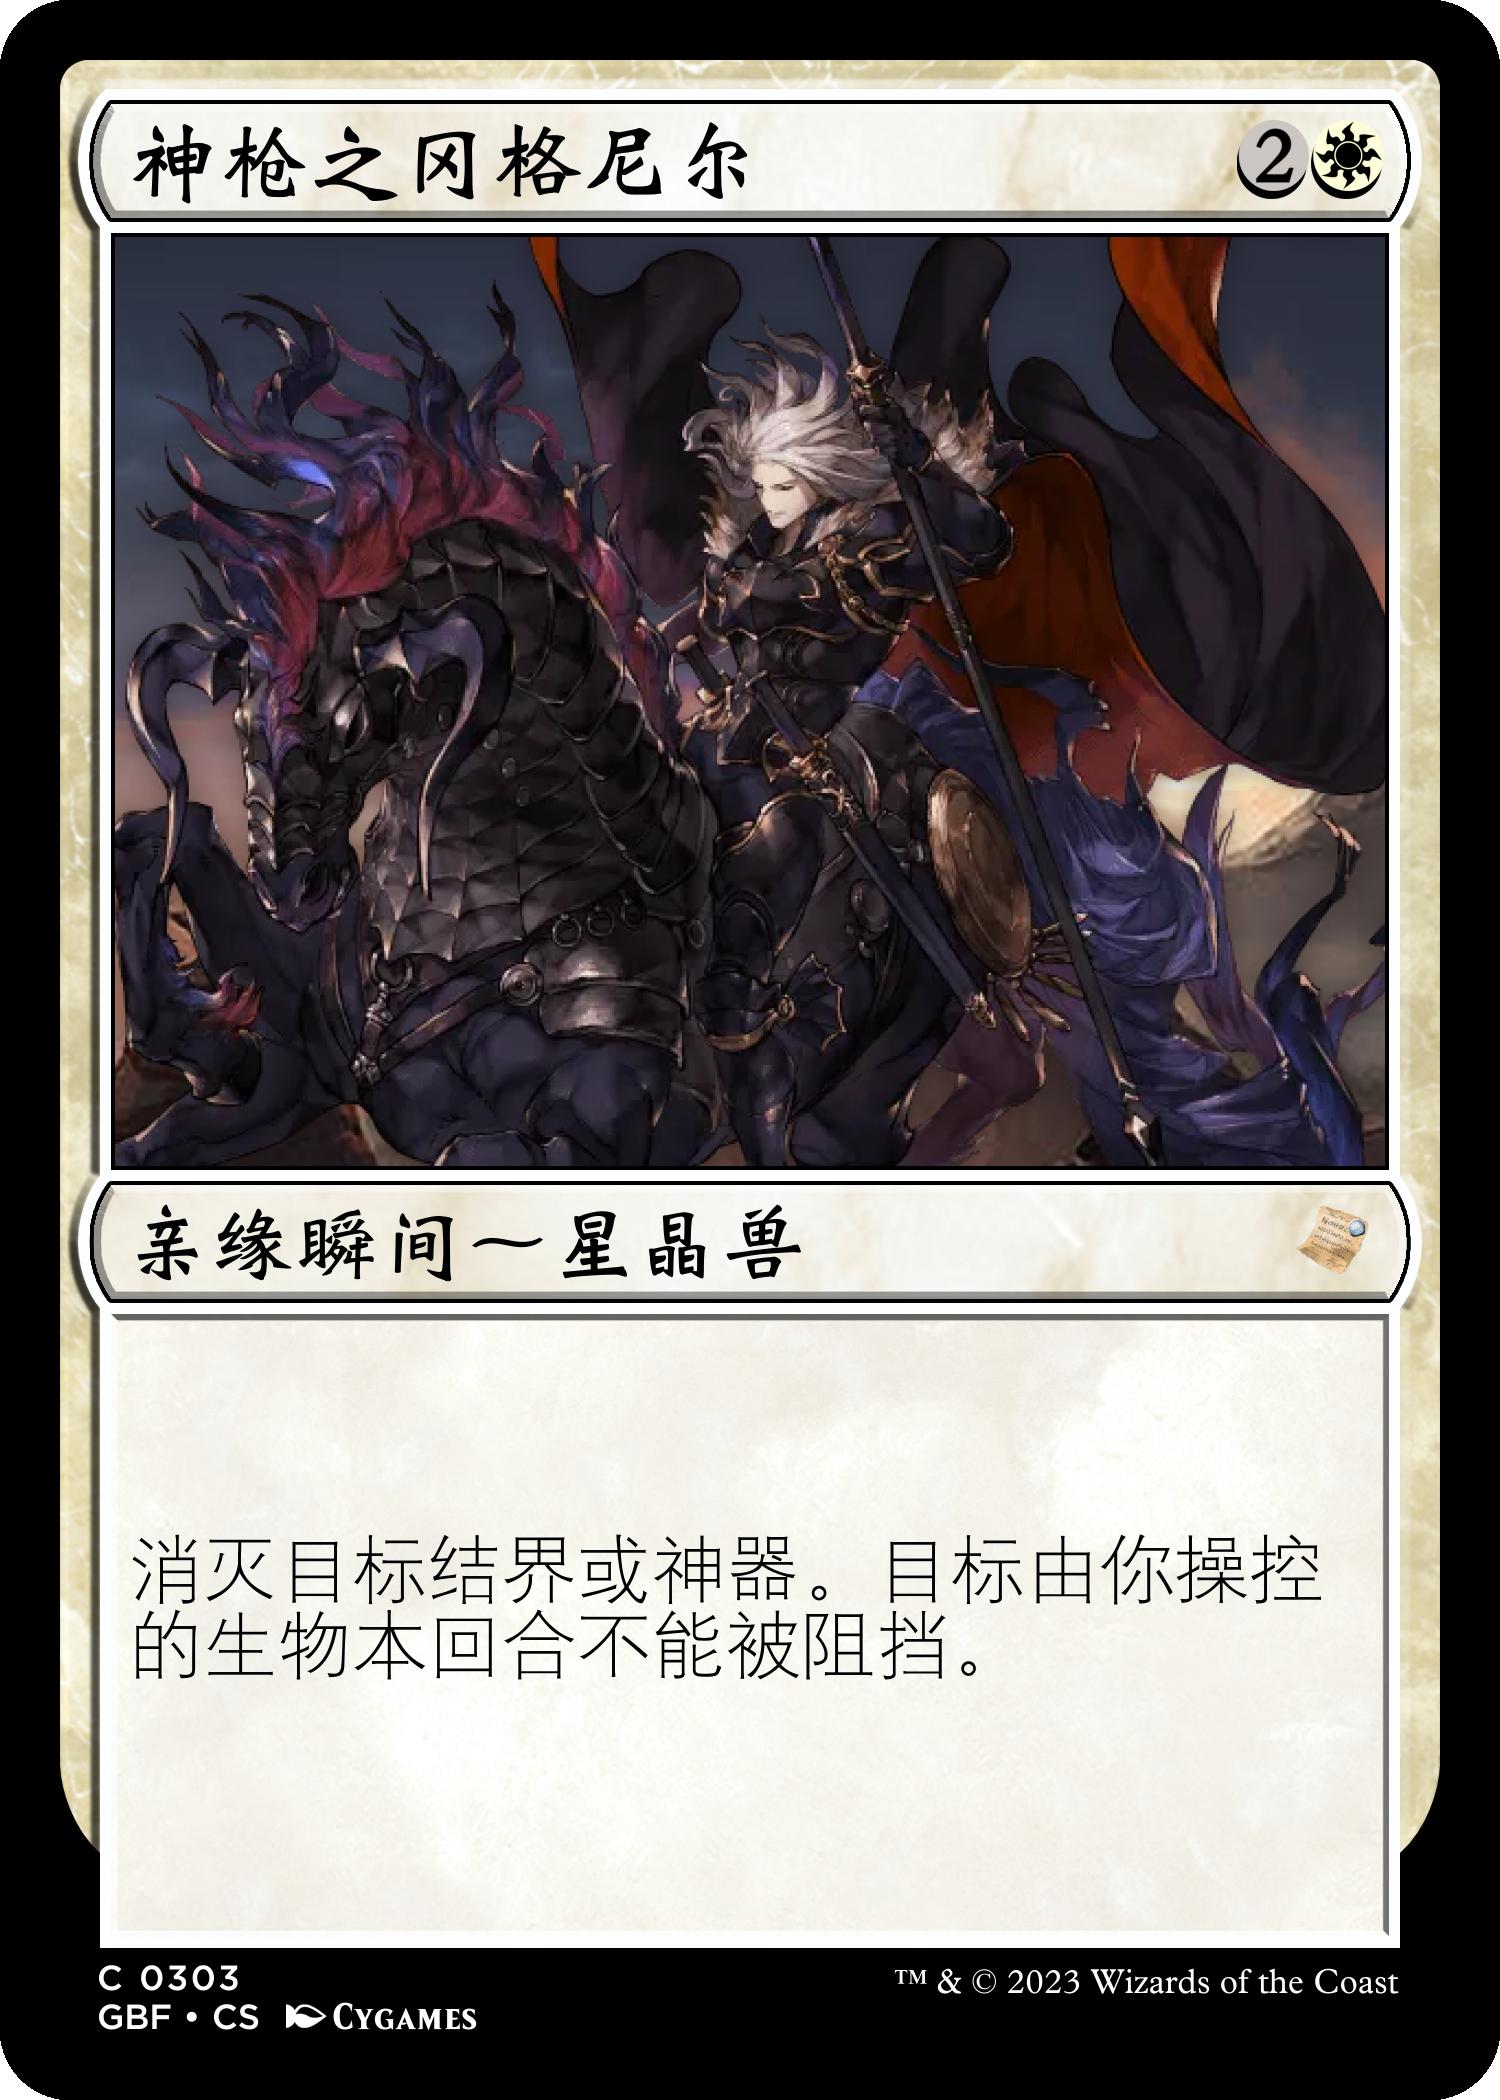 神枪之冈格尼尔
2
亲缘瞬间～星晶兽
消灭目标结界或神器。目标由你操控
的生物本回合不能被阻挡。
C 0303
GBF • CS CYGAMES
™ & © 2023 Wizards of the Coast